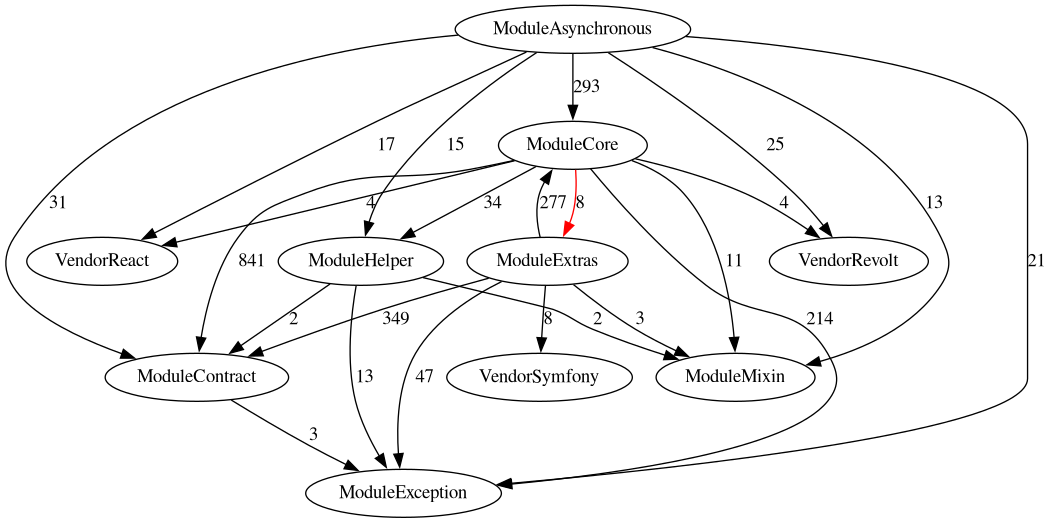 ModuleAsynchronous
293
ModuleCore
17
15
25
31
4
34
277
8
4
13
VendorReact
ModuleHelper
ModuleExtras
VendorRevolt
841
11
21
2
349
8
2
3
214
ModuleContract
13
47
VendorSymfony
ModuleMixin
3
ModuleException